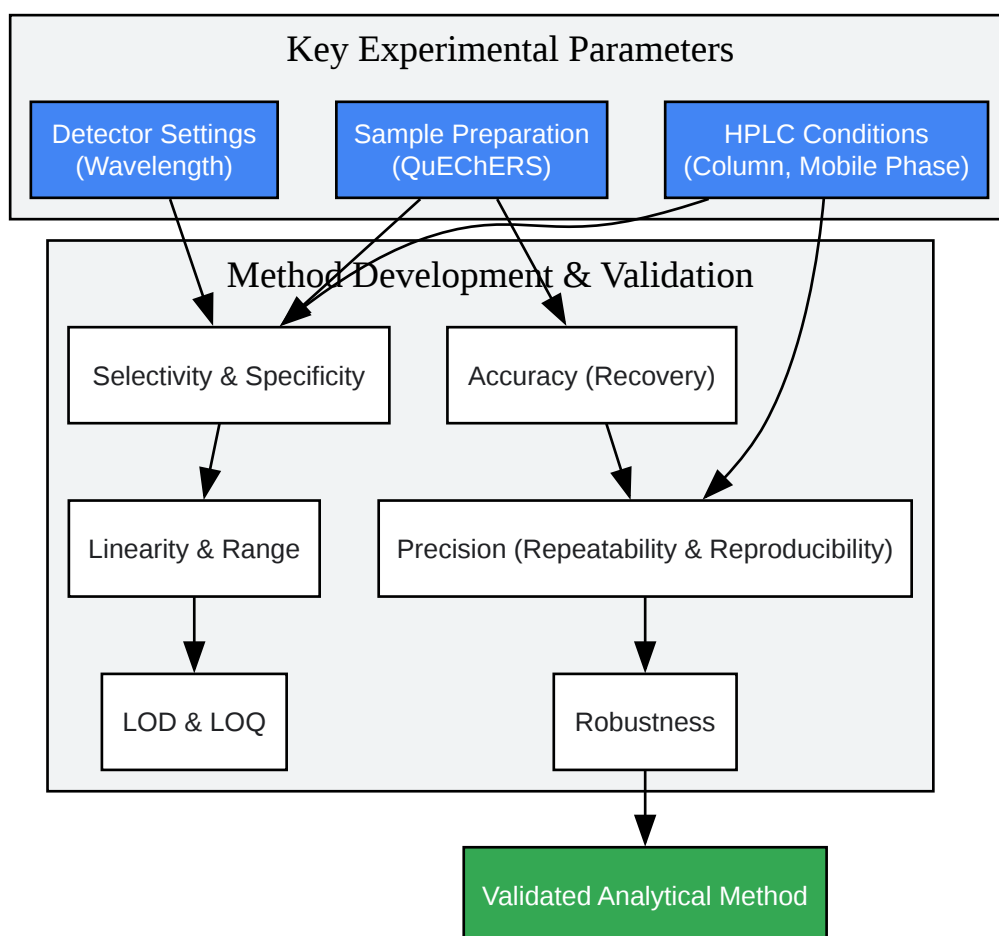 Key Experimental Parameters
Detector Settings
(Wavelength)
Sample Preparation
(QuEChERS)
HPLC Conditions
(Column, Mobile Phase)
Method Development & Validation
Selectivity & Specificity
Accuracy (Recovery)
Linearity & Range
Precision (Repeatability & Reproducibility)
LOD & LOQ
Robustness
Validated Analytical Method